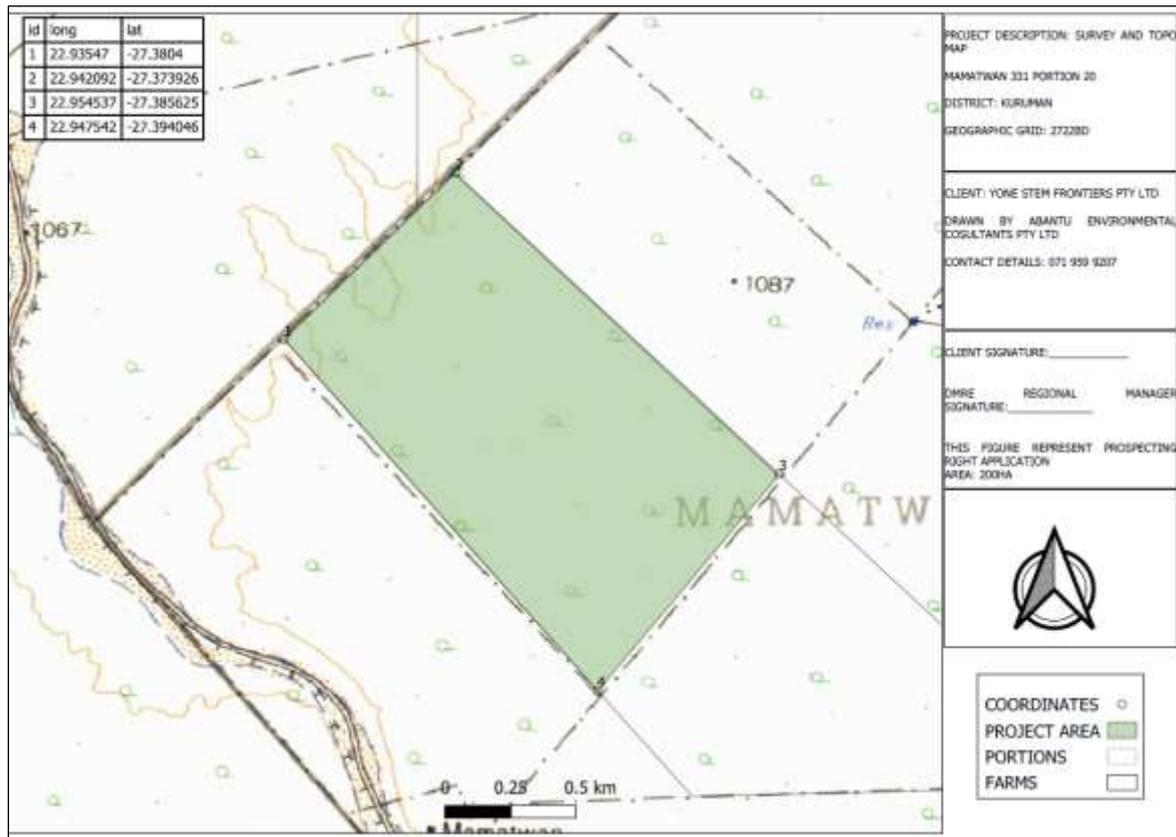 id long lat
1 22.93547 -27.3804
2 22.942092 -27.373926
3 22.954537 -27.385625
4 22.947542 -27.394046
1067
2
1
1087
Res
3
MAMATW
4
0 0.25 0.5 km
Mamatwan
PROJECT DESCRIPTION: SURVEY AND TOPO
MAP
MAMATWAN 331 PORTION 20
DISTRICT: KURUMAN
GEOGRAPHIC GRID: 2722BD
CLIENT: YONE STEM FRONTIERS PTY LTD
DRAWN BY ABANTU ENVIRONMENTAL
COSULTANTS PTY LTD
CONTACT DETAILS: 071 959 9207
CLIENT SIGNATURE:____________
DMRE REGIONAL MANAGER
SIGNATURE:____________
THIS FIGURE REPRESENT PROSPECTING
RIGHT APPLICATION
AREA: 200HA
COORDINATES
PROJECT AREA
PORTIONS
FARMS